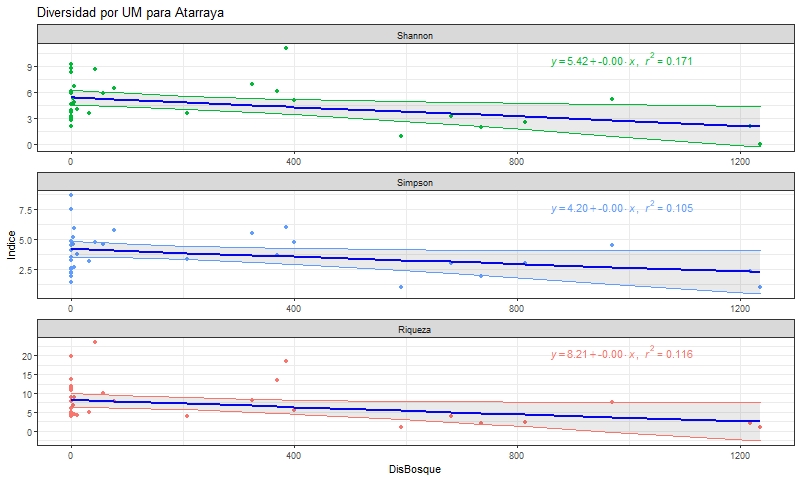 Diversidad por UM para Atarraya
Shannon
y = 5.42 + -0.00 · x, r² = 0.171
9
6
3
0
0 400 800 1200
Simpson
y = 4.20 + -0.00 · x, r² = 0.105
7.5
5.0
2.5
0 400 800 1200
Indice
Riqueza
y = 8.21 + -0.00 · x, r² = 0.116
20
15
10
5
0
0 400 800 1200
DisBosque